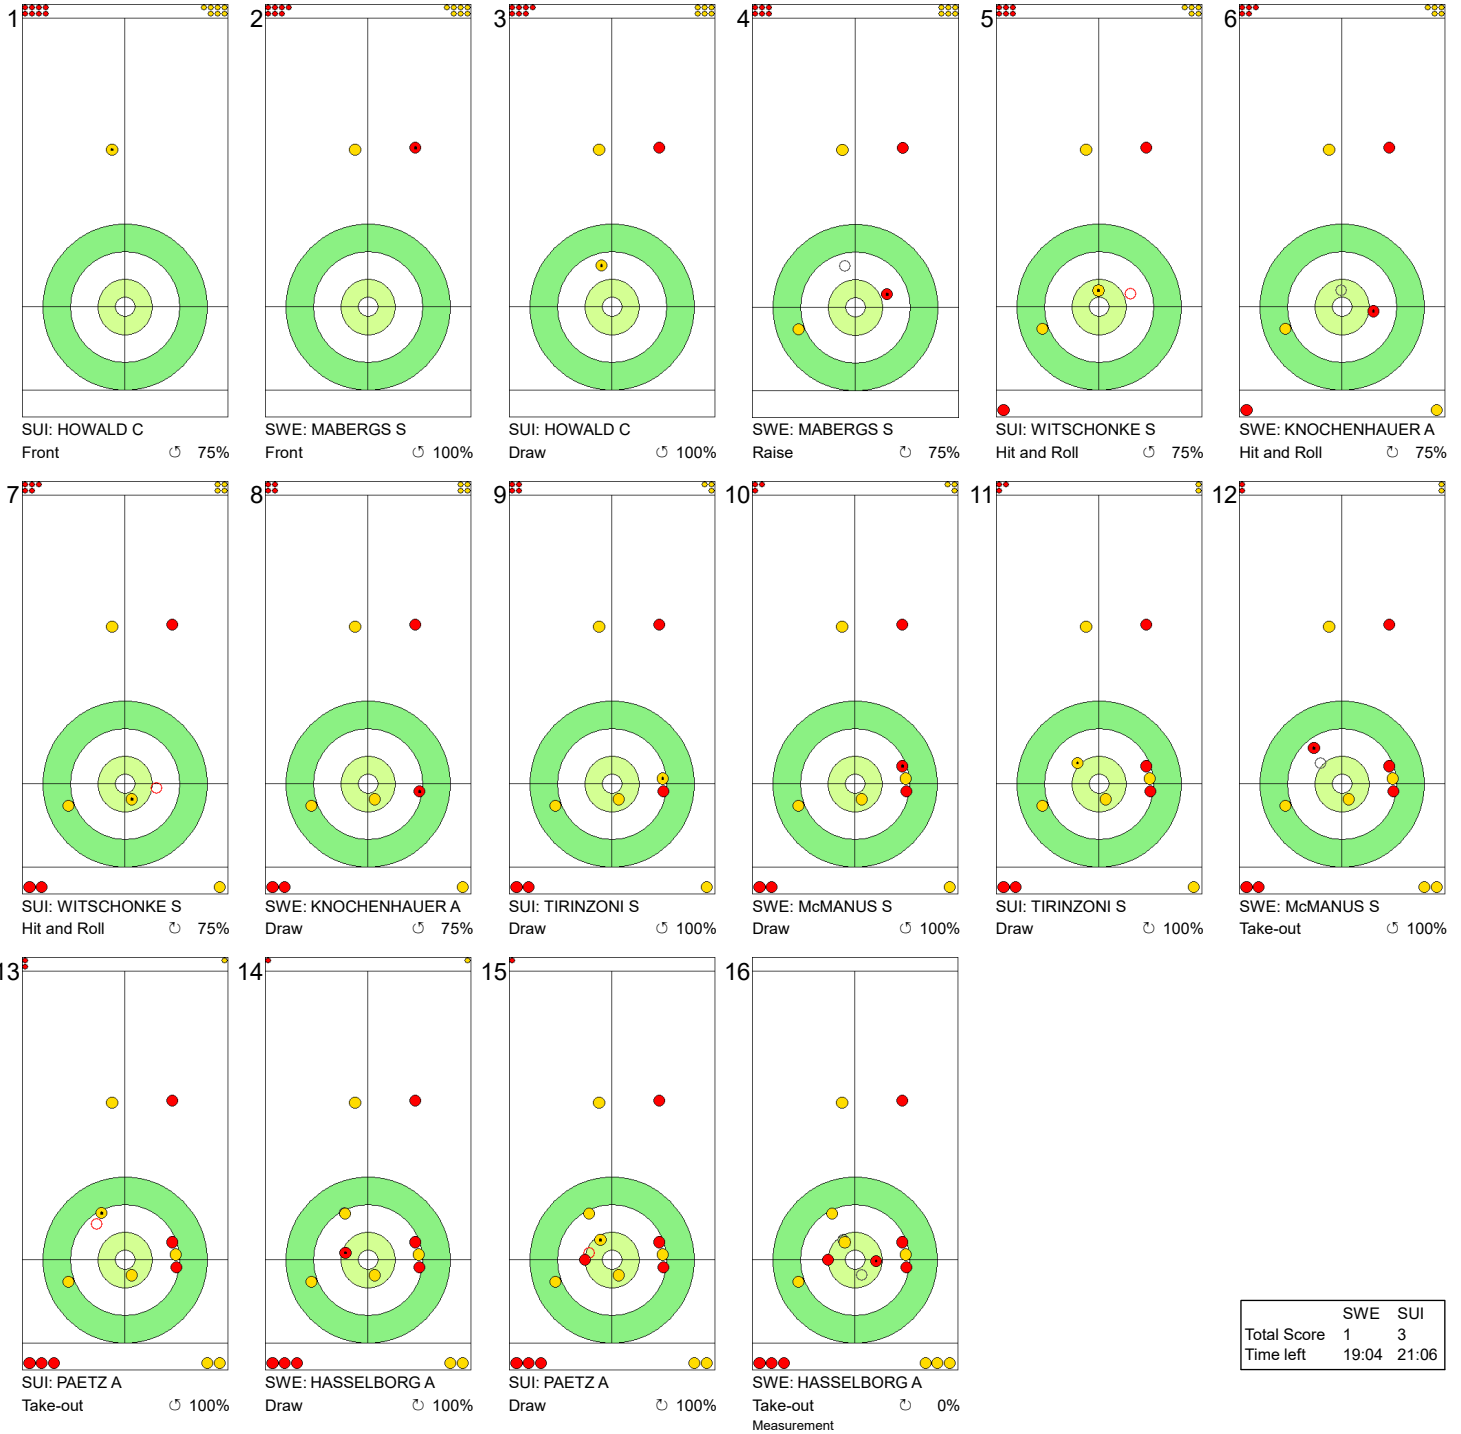 1
2
3
4
5
6
SUI: HOWALD C
Front 75%
SWE: MABERGS S
Front 100%
SUI: HOWALD C
Draw 100%
SWE: MABERGS S
Raise 75%
SUI: WITSCHONKE S
Hit and Roll 75%
SWE: KNOCHENHAUER A
Hit and Roll 75%
7
8
9
10
11
12
SUI: WITSCHONKE S
Hit and Roll 75%
SWE: KNOCHENHAUER A
Draw 75%
SUI: TIRINZONI S
Draw 100%
SWE: McMANUS S
Draw 100%
SUI: TIRINZONI S
Draw 100%
SWE: McMANUS S
Take-out 100%
13
14
15
16
SUI: PAETZ A
Take-out 100%
SWE: HASSELBORG A
Draw 100%
SUI: PAETZ A
Draw 100%
SWE: HASSELBORG A
Take-out 0%
Measurement
SWE SUI
Total Score 1 3
Time left 19:04 21:06